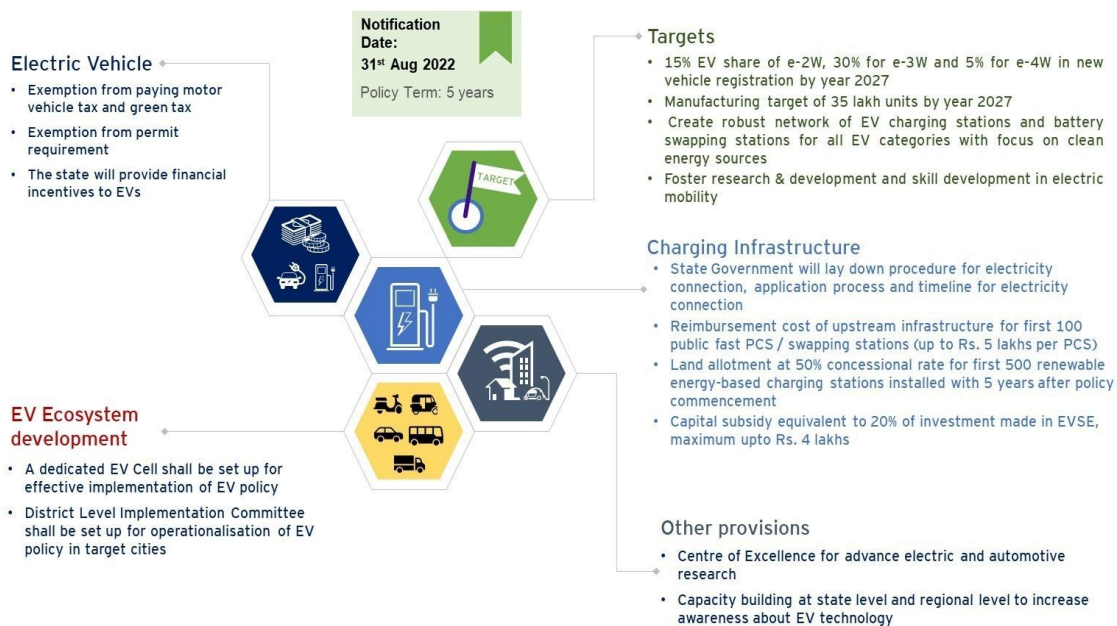 Notification
Date:
31st Aug 2022
Policy Term: 5 years
Electric Vehicle
• Exemption from paying motor
vehicle tax and green tax
• Exemption from permit
requirement
• The state will provide financial
incentives to EVs
TARGET
Targets
• 15% EV share of e-2W, 30% for e-3W and 5% for e-4W in new
vehicle registration by year 2027
• Manufacturing target of 35 lakh units by year 2027
• Create robust network of EV charging stations and battery
swapping stations for all EV categories with focus on clean
energy sources
• Foster research & development and skill development in electric
mobility
Charging Infrastructure
• State Government will lay down procedure for electricity
connection, application process and timeline for electricity
connection
• Reimbursement cost of upstream infrastructure for first 100
public fast PCS / swapping stations (up to Rs. 5 lakhs per PCS)
• Land allotment at 50% concessional rate for first 500 renewable
energy-based charging stations installed with 5 years after policy
commencement
• Capital subsidy equivalent to 20% of investment made in EVSE,
maximum upto Rs. 4 lakhs
EV Ecosystem
development
• A dedicated EV Cell shall be set up for
effective implementation of EV policy
• District Level Implementation Committee
shall be set up for operationalisation of EV
policy in target cities
Other provisions
• Centre of Excellence for advance electric and automotive
research
• Capacity building at state level and regional level to increase
awareness about EV technology